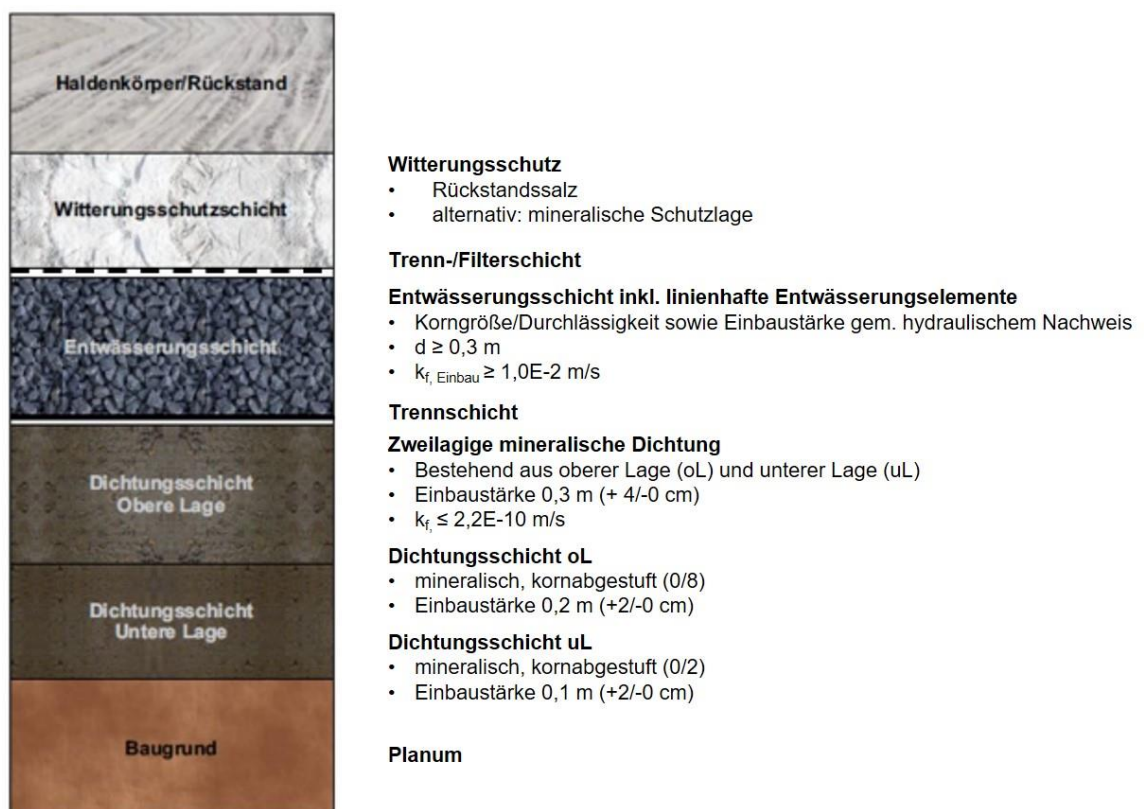 Haldenkörper/Rückstand
Witterungsschutzschicht
Entwässerungsschicht
Dichtungsschicht
Obere Lage
Dichtungsschicht
Untere Lage
Baugrund
Witterungsschutz
• Rückstandssalz
• alternativ: mineralische Schutzlage
Trenn-/Filterschicht
Entwässerungsschicht inkl. linienhafte Entwässerungselemente
• Korngröße/Durchlässigkeit sowie Einbaustärke gem. hydraulischem Nachweis
• d ≥ 0,3 m
• kf, Einbau ≥ 1,0E-2 m/s
Trennschicht
Zweilagige mineralische Dichtung
• Bestehend aus oberer Lage (oL) und unterer Lage (uL)
• Einbaustärke 0,3 m (+ 4/-0 cm)
• kf, ≤ 2,2E-10 m/s
Dichtungsschicht oL
• mineralisch, kornabgestuft (0/8)
• Einbaustärke 0,2 m (+2/-0 cm)
Dichtungsschicht uL
• mineralisch, kornabgestuft (0/2)
• Einbaustärke 0,1 m (+2/-0 cm)
Planum